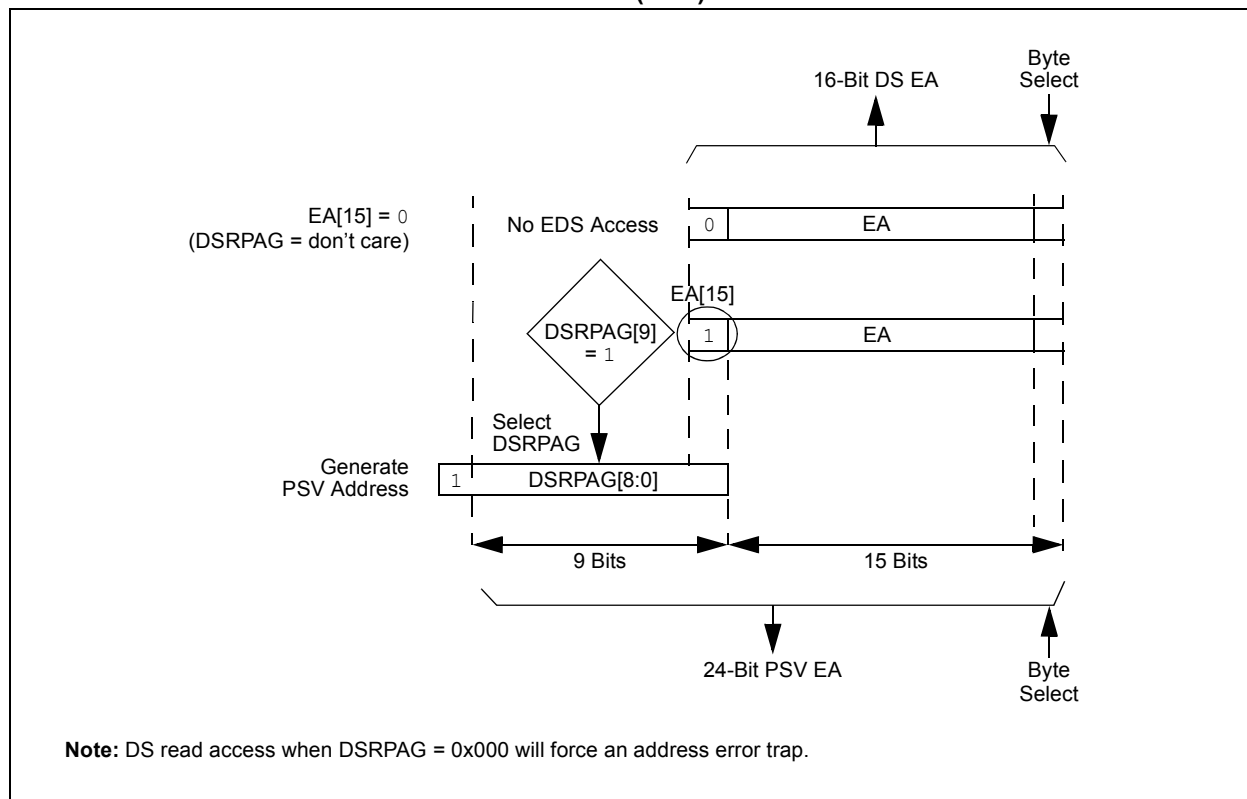 Byte
Select
16-Bit DS EA
EA[15] = 0
(DSRPAG = don't care)
No EDS Access
0
EA
EA[15]
DSRPAG[9]
= 1
1
EA
Select
DSRPAG
Generate
PSV Address
1
DSRPAG[8:0]
9 Bits
15 Bits
24-Bit PSV EA
Byte
Select
Note: DS read access when DSRPAG = 0x000 will force an address error trap.